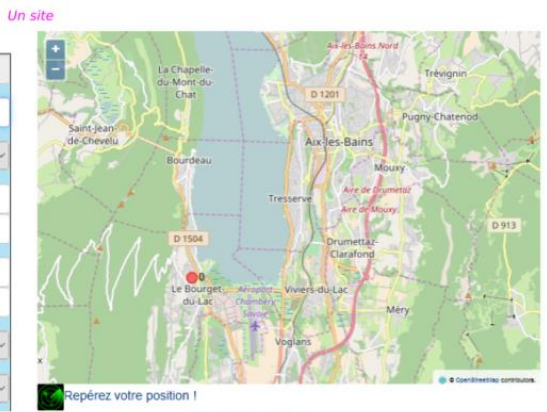 Un site
+
−
Aix-les-Bains Nord
14
La Chapelle-
du-Mont-du-
Chat
Trévignin
D 1201
Pugny-Chatenod
Saint-Jean-
de-Chevelu
Aix-les-Bains
Bourdeau
Mouxy
Aire de Drumettaz
Tresserve
Aire de Mouxy
D 913
D 1504
Drumettaz-
Clarafond
0
Le Bourget-
du-Lac
Aéroport
Chambéry
Savoie
Viviers-du-Lac
Méry
Voglans
x
© OpenStreetMap contributors.
Repérez votre position !